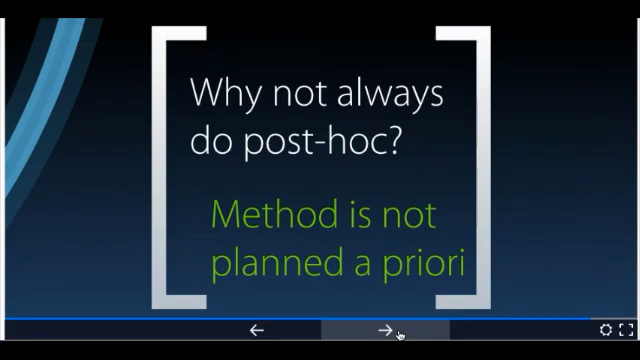 Why not always
do post-hoc?
Method is not
planned a priori